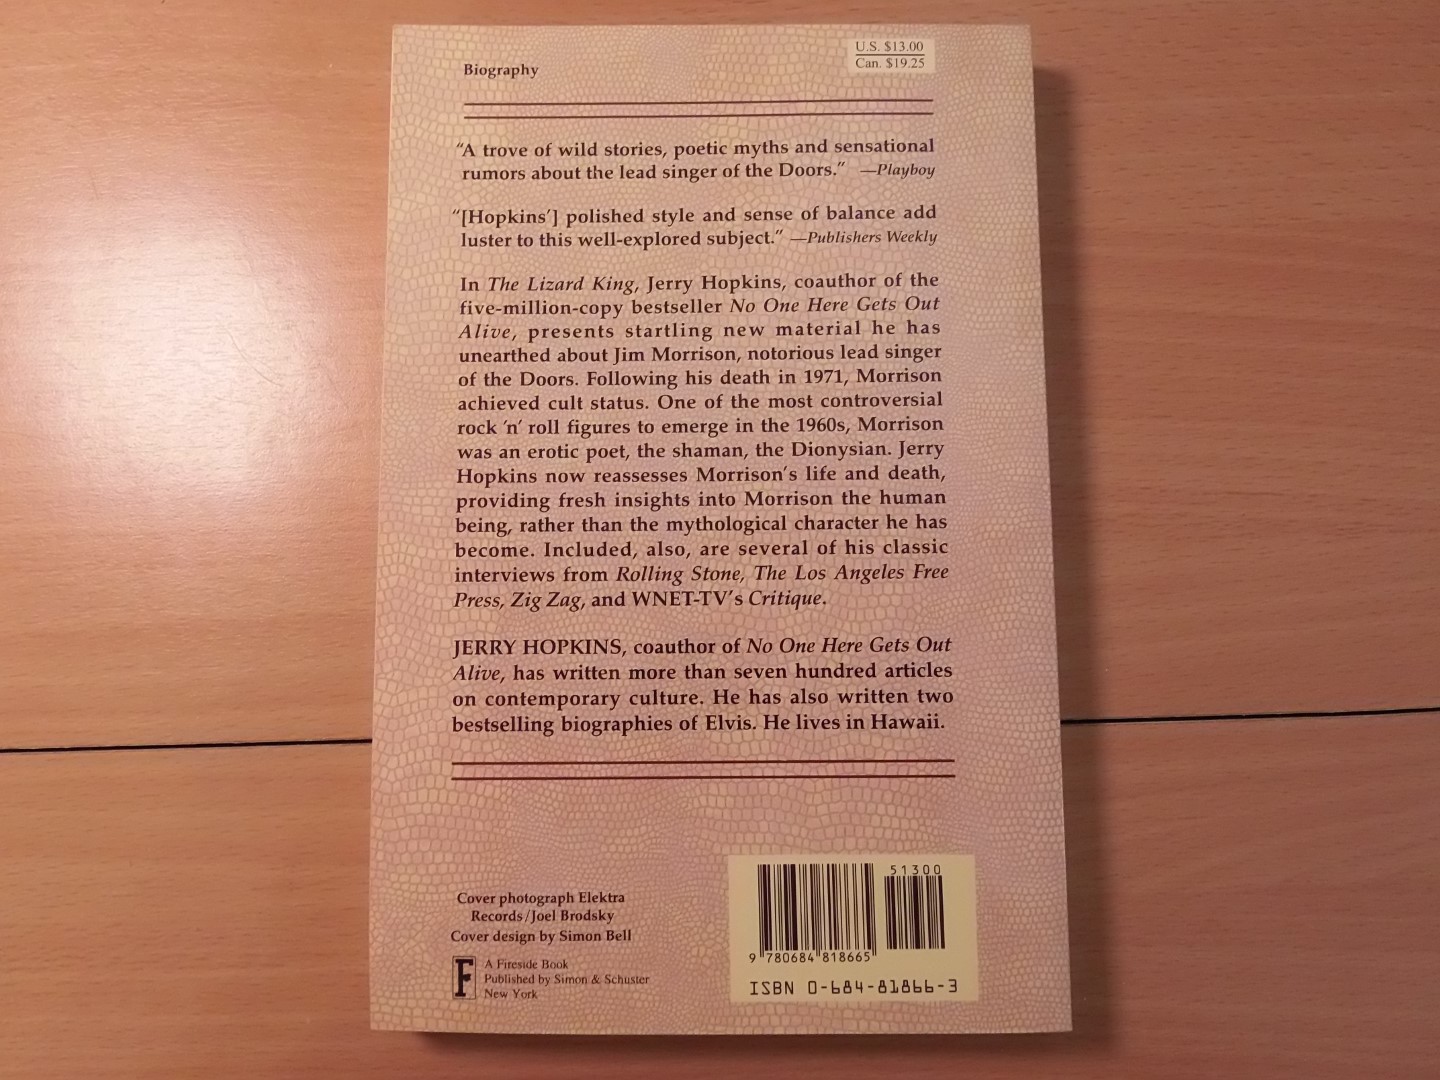 U.S. $13.00
Can. $19.25
Biography
“A trove of wild stories, poetic myths and sensational
rumors about the lead singer of the Doors.” —Playboy
“[Hopkins’] polished style and sense of balance add
luster to this well-explored subject.” —Publishers Weekly
In The Lizard King, Jerry Hopkins, coauthor of the
five-million-copy bestseller No One Here Gets Out
Alive, presents startling new material he has
unearthed about Jim Morrison, notorious lead singer
of the Doors. Following his death in 1971, Morrison
achieved cult status. One of the most controversial
rock ’n’ roll figures to emerge in the 1960s, Morrison
was an erotic poet, the shaman, the Dionysian. Jerry
Hopkins now reassesses Morrison’s life and death,
providing fresh insights into Morrison the human
being, rather than the mythological character he has
become. Included, also, are several of his classic
interviews from Rolling Stone, The Los Angeles Free
Press, Zig Zag, and WNET-TV’s Critique.
JERRY HOPKINS, coauthor of No One Here Gets Out
Alive, has written more than seven hundred articles
on contemporary culture. He has also written two
bestselling biographies of Elvis. He lives in Hawaii.
Cover photograph Elektra
Records/Joel Brodsky
Cover design by Simon Bell
F
A Fireside Book
Published by Simon & Schuster
New York
51300
9 780684 818665
ISBN 0-684-81866-3